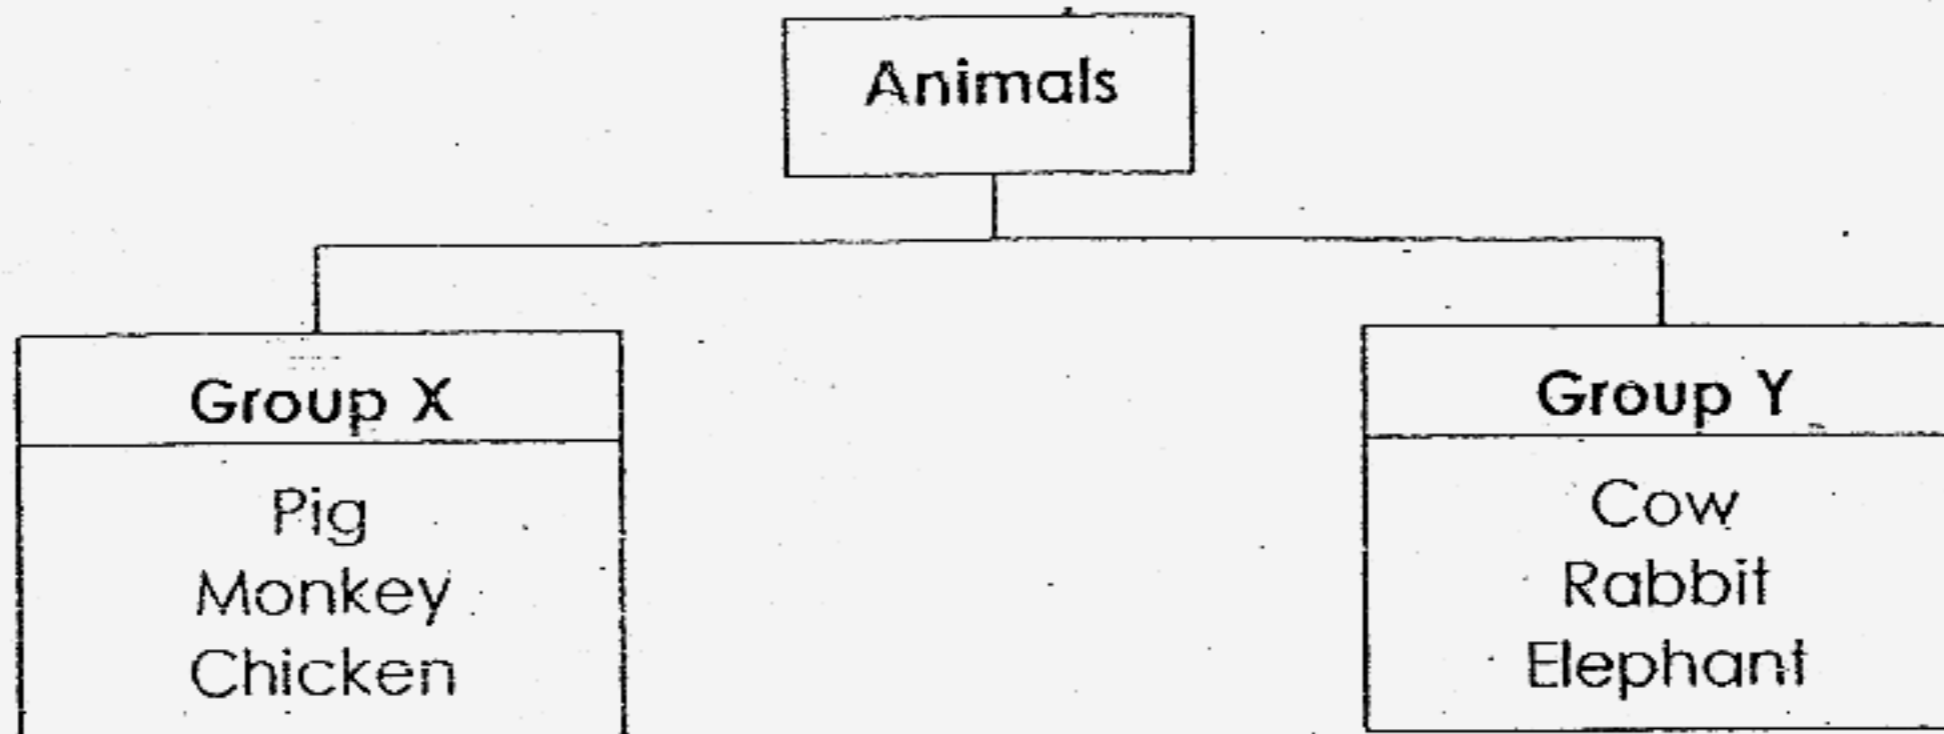 Animals
Group X
Pig
Monkey
Chicken
Group Y
Cow
Rabbit
Elephant